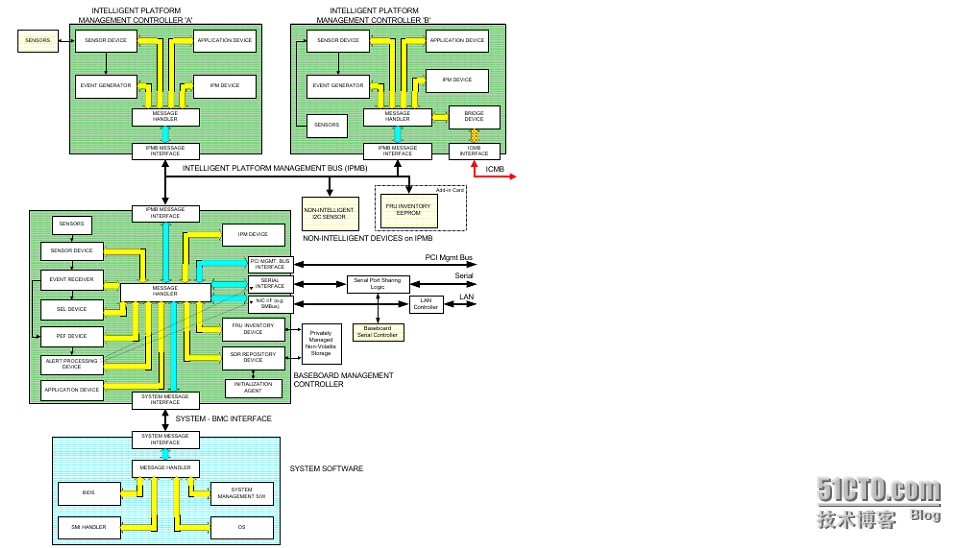 INTELLIGENT PLATFORM
MANAGEMENT CONTROLLER 'A'
INTELLIGENT PLATFORM
MANAGEMENT CONTROLLER 'B'
SENSORS
SENSOR DEVICE
APPLICATION DEVICE
SENSOR DEVICE
APPLICATION DEVICE
EVENT GENERATOR
IPM DEVICE
EVENT GENERATOR
IPM DEVICE
MESSAGE
HANDLER
SENSORS
MESSAGE
HANDLER
BRIDGE
DEVICE
IPMB MESSAGE
INTERFACE
IPMB MESSAGE
INTERFACE
ICMB
INTERFACE
INTELLIGENT PLATFORM MANAGEMENT BUS (IPMB)
ICMB
Add-in Card
NON-INTELLIGENT
I2C SENSOR
FRU INVENTORY
EEPROM
NON-INTELLIGENT DEVICES on IPMB
IPMB MESSAGE
INTERFACE
SENSORS
IPM DEVICE
SENSOR DEVICE
PCI MGMT. BUS
INTERFACE
PCI Mgmt Bus
EVENT RECEIVER
MESSAGE
HANDLER
SERIAL
INTERFACE
Serial Port Sharing
Logic
Serial
NIC I/F (e.g.
SMBus)
LAN
Controller
LAN
SEL DEVICE
FRU INVENTORY
DEVICE
Privately
Managed
Non-Volatile
Storage
Baseboard
Serial Controller
PEF DEVICE
SDR REPOSITORY
DEVICE
ALERT PROCESSING
DEVICE
BASEBOARD MANAGEMENT
CONTROLLER
APPLICATION DEVICE
INITIALIZATION
AGENT
SYSTEM MESSAGE
INTERFACE
SYSTEM - BMC INTERFACE
SYSTEM MESSAGE
INTERFACE
MESSAGE HANDLER
SYSTEM SOFTWARE
BIOS
SYSTEM
MANAGEMENT S/W
SMI HANDLER
OS
51CTO.com
技术博客 Blog